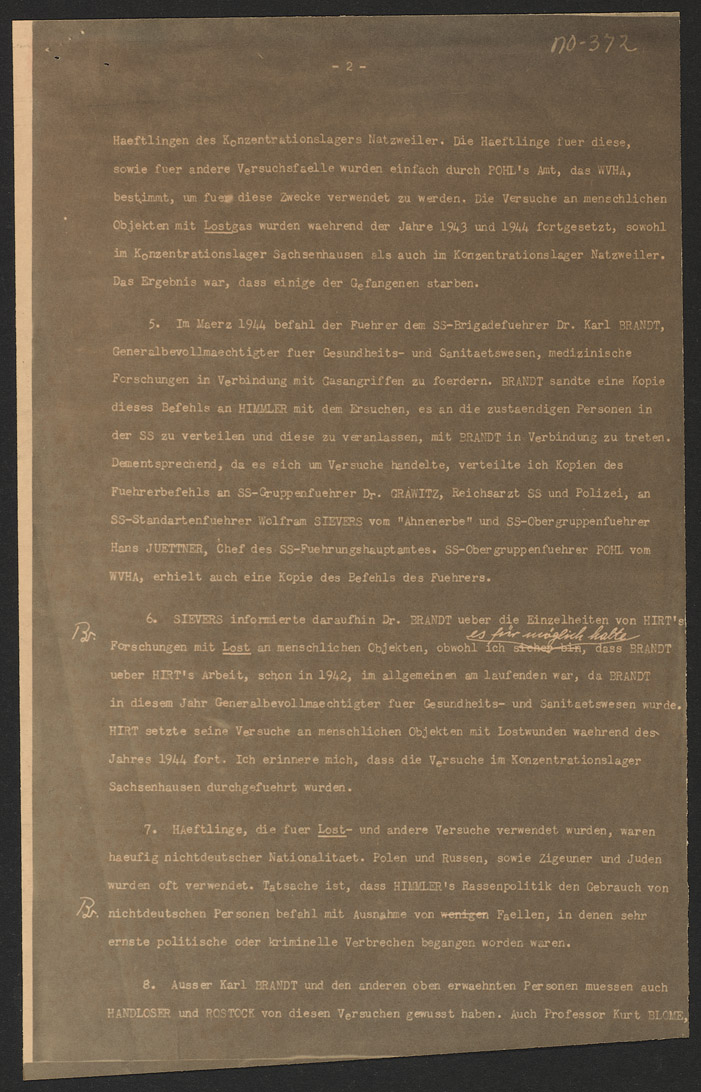 NO-372
- 2 -
Haeftlingen des Konzentrationslagers Natzweiler. Die Haeftlinge fuer diese,
sowie fuer andere Versuchsfaelle wurden einfach durch POHL's Amt, das WVHA,
bestimmt, um fuer diese Zwecke verwendet zu werden. Die Versuche an menschlichen
Objekten mit Lostgas wurden waehrend der Jahre 1943 und 1944 fortgesetzt, sowohl
im Konzentrationslager Sachsenhausen als auch im Konzentrationslager Natzweiler.
Das Ergebnis war, dass einige der Gefangenen starben.
5. Im Maerz 1944 befahl der Fuehrer dem SS-Brigadefuehrer Dr. Karl BRANDT,
Generalbevollmaechtigter fuer Gesundheits- und Sanitaetswesen, medizinische
Forschungen in Verbindung mit Gasangriffen zu foerdern. BRANDT sandte eine Kopie
dieses Befehls an HIMMLER mit dem Ersuchen, es an die zustaendigen Personen in
der SS zu verteilen und diese zu veranlassen, mit BRANDT in Verbindung zu treten.
Dementsprechend, da es sich um Versuche handelte, verteilte ich Kopien des
Fuehrerbefehls an SS-Gruppenfuehrer Dr. GRAWITZ, Reichsarzt SS und Polizei, an
SS-Standartenfuehrer Wolfram SIEVERS vom "Ahnenerbe" und SS-Obergruppenfuehrer
Hans JUETTNER, Chef des SS-Fuehrungshauptamtes. SS-Obergruppenfuehrer POHL vom
WVHA, erhielt auch eine Kopie des Befehls des Fuehrers.
6. SIEVERS informierte daraufhin Dr. BRANDT ueber die Einzelheiten von HIRT's
es für möglich halte
Br. Forschungen mit Lost an menschlichen Objekten, obwohl ich sicher bin, dass BRANDT
ueber HIRT's Arbeit, schon in 1942, im allgemeinen am laufenden war, da BRANDT
in diesem Jahr Generalbevollmaechtigter fuer Gesundheits- und Sanitaetswesen wurde.
HIRT setzte seine Versuche an menschlichen Objekten mit Lostwunden waehrend des
Jahres 1944 fort. Ich erinnere mich, dass die Versuche im Konzentrationslager
Sachsenhausen durchgefuehrt wurden.
7. HAeftlinge, die fuer Lost- und andere Versuche verwendet wurden, waren
haeufig nichtdeutscher Nationalitaet. Polen und Russen, sowie Zigeuner und Juden
wurden oft verwendet. Tatsache ist, dass HIMMLER's Rassenpolitik den Gebrauch von
Br. nichtdeutschen Personen befahl mit Ausnahme von wenigen Faellen, in denen sehr
ernste politische oder kriminelle Verbrechen begangen worden waren.
8. Ausser Karl BRANDT und den anderen oben erwaehnten Personen muessen auch
HANDLOSER und ROSTOCK von diesen Versuchen gewusst haben. Auch Professor Kurt BLOME,